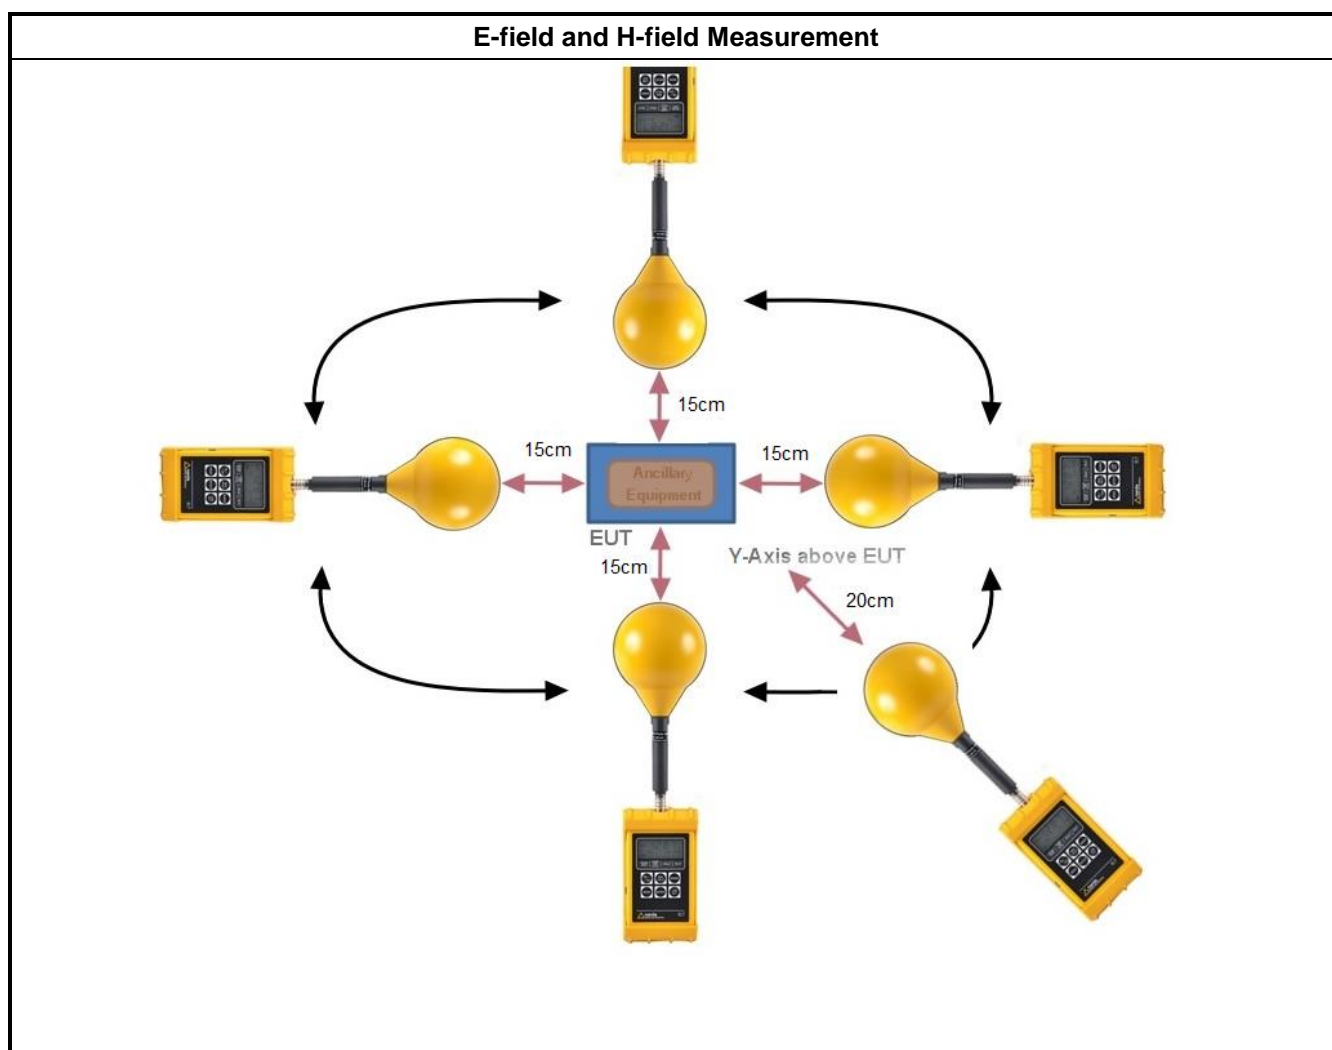 E-field and H-field Measurement
15cm
15cm
15cm
Ancillary
Equipment
EUT
15cm
Y-Axis above EUT
20cm